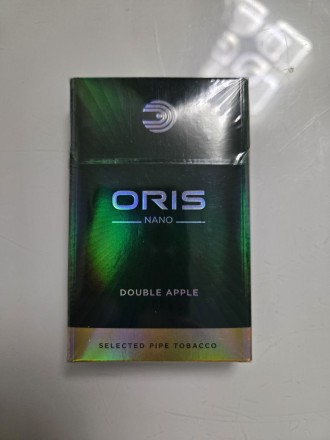 ORIS
NANO
DOUBLE APPLE
SELECTED PIPE TOBACCO